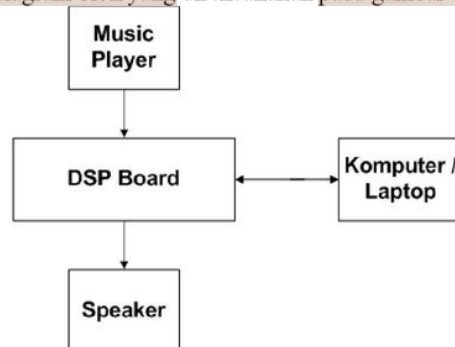 Music
Player
DSP Board
Komputer /
Laptop
Speaker